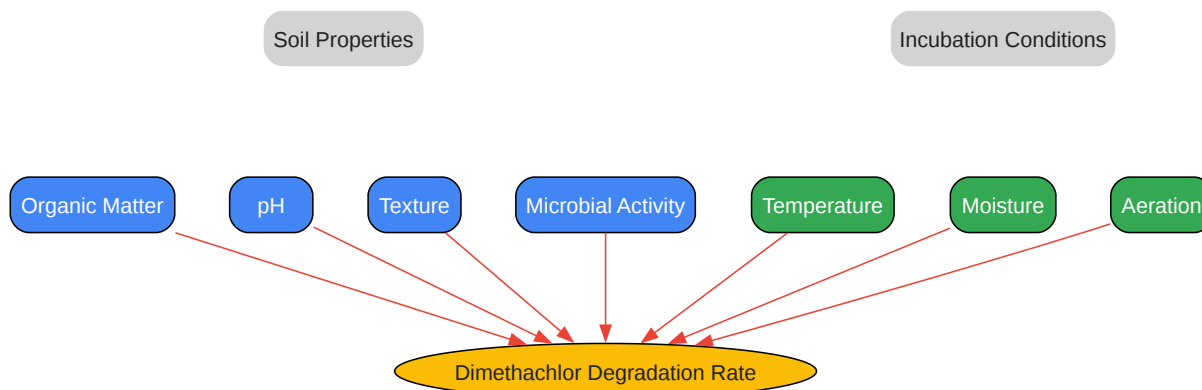 Soil Properties
Incubation Conditions
Organic Matter
pH
Texture
Microbial Activity
Temperature
Moisture
Aeration
Dimethachlor Degradation Rate